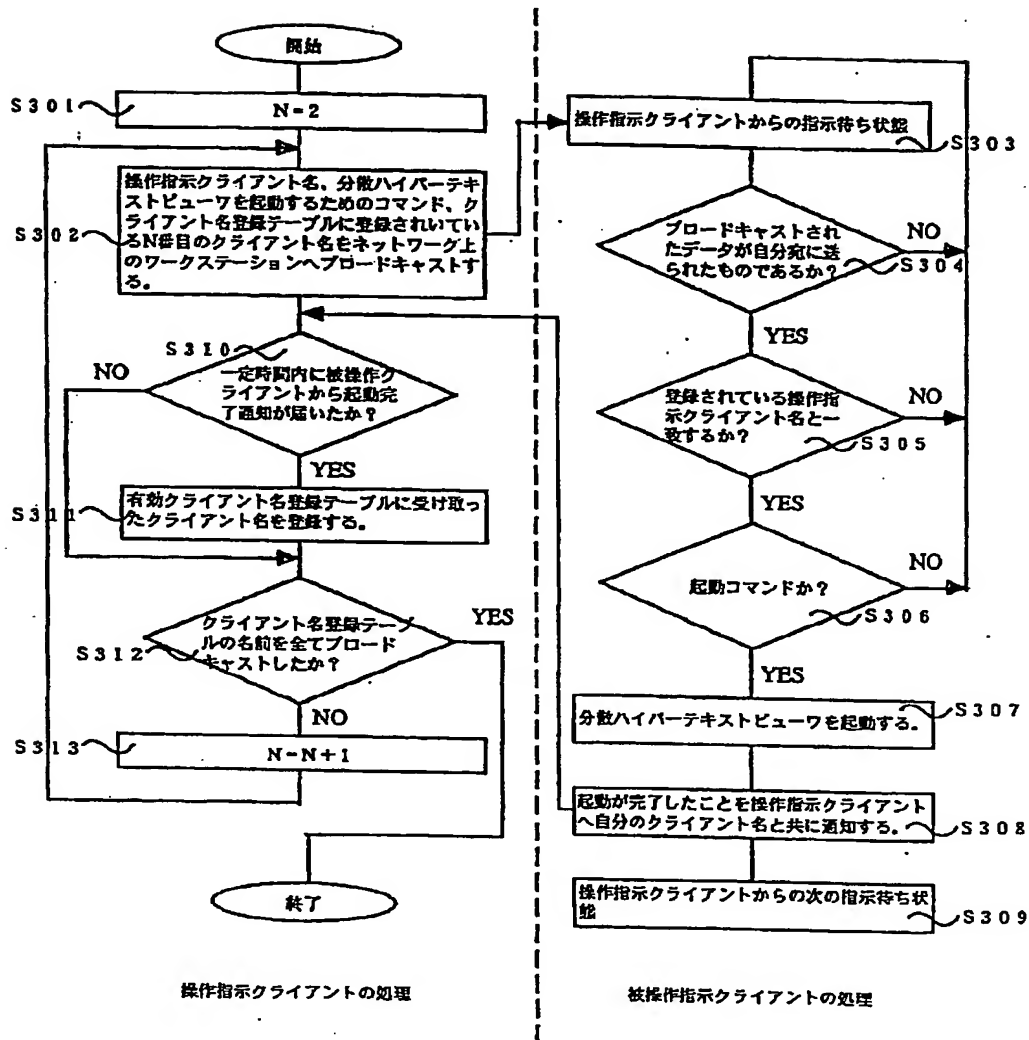 開始
S301
N=2
S302
操作指示クライアント名、分散ハイパーテキ
ストビューワを起動するためのコマンド、ク
ライアント名登録テーブルに登録されいてい
るN番目のクライアント名をネットワーグ上
のワークステーションへブロードキャストす
る。
S310
一定時間内に被操作ク
ライアントから起動完
了通知が届いたか?
NO
YES
S311
有効クライアント名登録テーブルに受け取っ
たクライアント名を登録する。
S312
クライアント名登録テーブ
ルの名前を全てブロード
キャストしたか?
YES
NO
S313
N=N+1
終了
操作指示クライアントの処理
操作指示クライアントからの指示待ち状態
S303
ブロードキャストされ
たデータが自分宛に送
られたものであるか?
NO
S304
YES
登録されている操作指
示クライアント名と一
致するか?
NO
S305
YES
起動コマンドか?
NO
S306
YES
分散ハイパーテキストビューワを起動する。
S307
起動が完了したことを操作指示クライアント
へ自分のクライアント名と共に通知する。
S308
操作指示クライアントからの次の指示待ち状
態
S309
被操作指示クライアントの処理